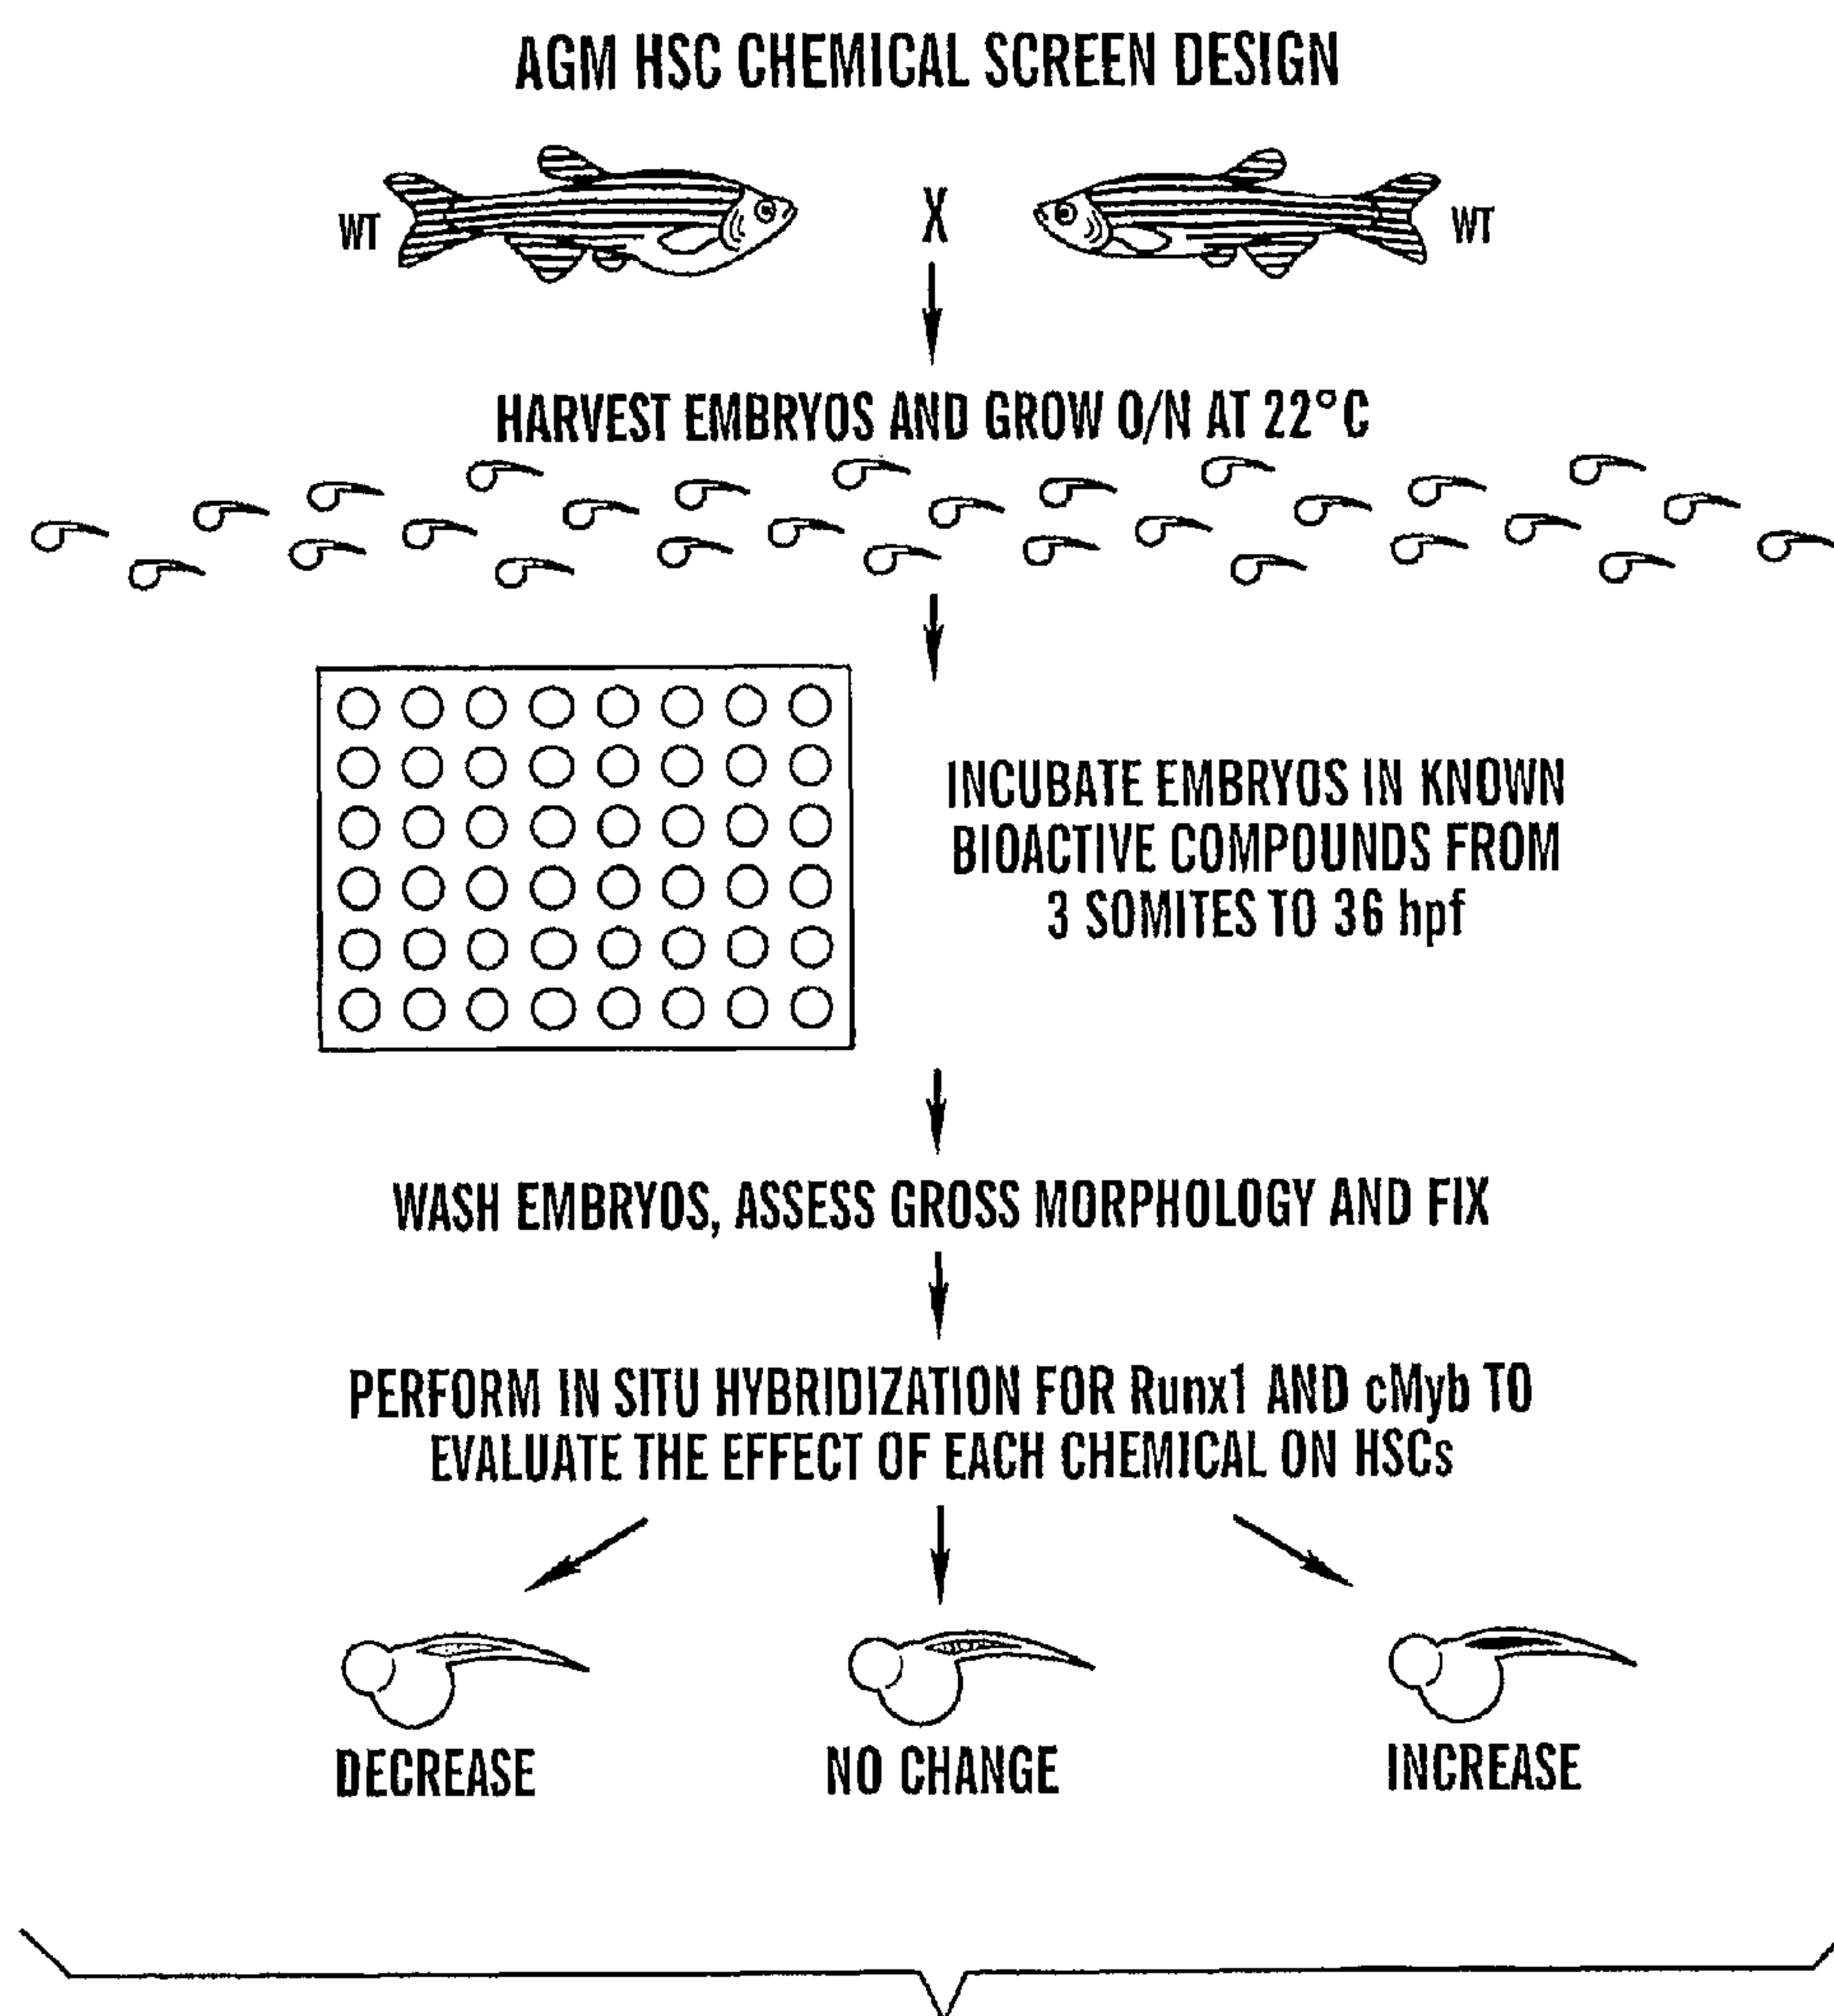 AGM HSC CHEMICAL SCREEN DESIGN
WT X WT
HARVEST EMBRYOS AND GROW O/N AT 22°C
INCUBATE EMBRYOS IN KNOWN
BIOACTIVE COMPOUNDS FROM
3 SOMITES TO 36 hpf
WASH EMBRYOS, ASSESS GROSS MORPHOLOGY AND FIX
PERFORM IN SITU HYBRIDIZATION FOR Runx1 AND cMyb TO
EVALUATE THE EFFECT OF EACH CHEMICAL ON HSCs
DECREASE NO CHANGE INCREASE